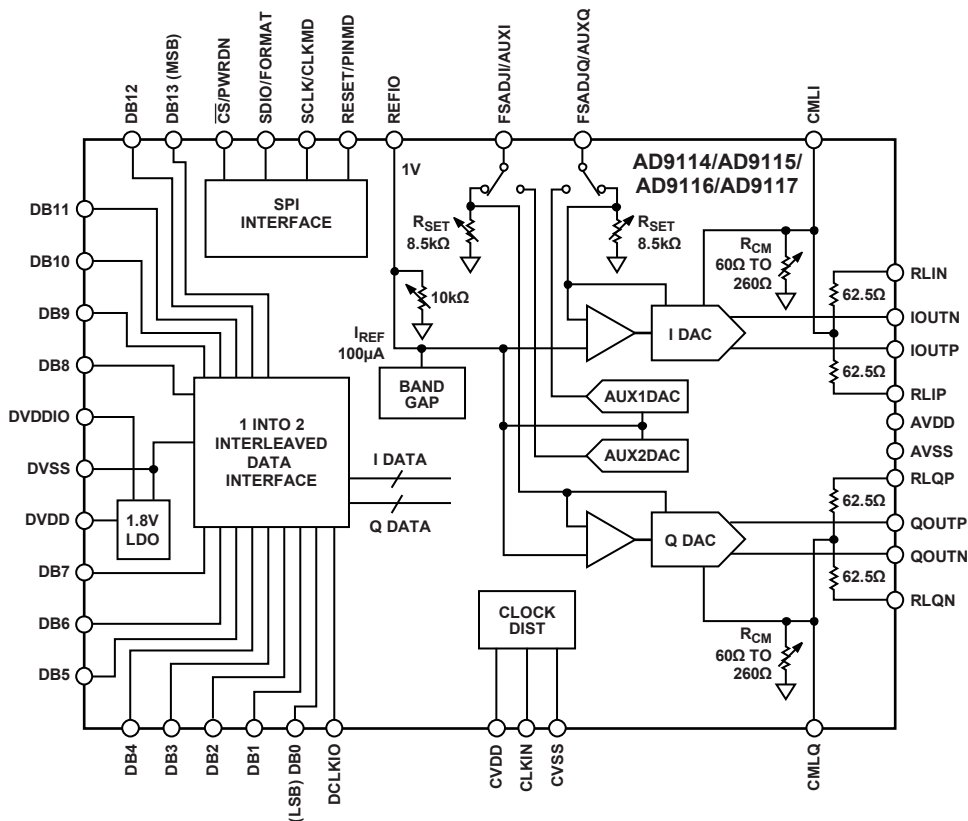 DB12
DB13 (MSB)
CS/PWRDN
SDIO/FORMAT
SCLK/CLKMD
RESET/PINMD
REFIO
FSADJI/AUXI
FSADJQ/AUXQ
CMLI
AD9114/AD9115/
AD9116/AD9117
1V
SPI
INTERFACE
RSET
8.5kΩ
RSET
8.5kΩ
RCM
60Ω TO
260Ω
10kΩ
IREF
100µA
BAND
GAP
I DAC
AUX1DAC
AUX2DAC
Q DAC
62.5Ω
62.5Ω
62.5Ω
62.5Ω
RLIN
IOUTN
IOUTP
RLIP
AVDD
AVSS
RLQP
QOUTP
QOUTN
RLQN
DB11
DB10
DB9
DB8
DVDDIO
DVSS
DVDD
DB7
DB6
DB5
1 INTO 2
INTERLEAVED
DATA
INTERFACE
I DATA
Q DATA
1.8V
LDO
CLOCK
DIST
RCM
60Ω TO
260Ω
DB4
DB3
DB2
DB1
(LSB) DB0
DCLKIO
CVDD
CLKIN
CVSS
CMLQ